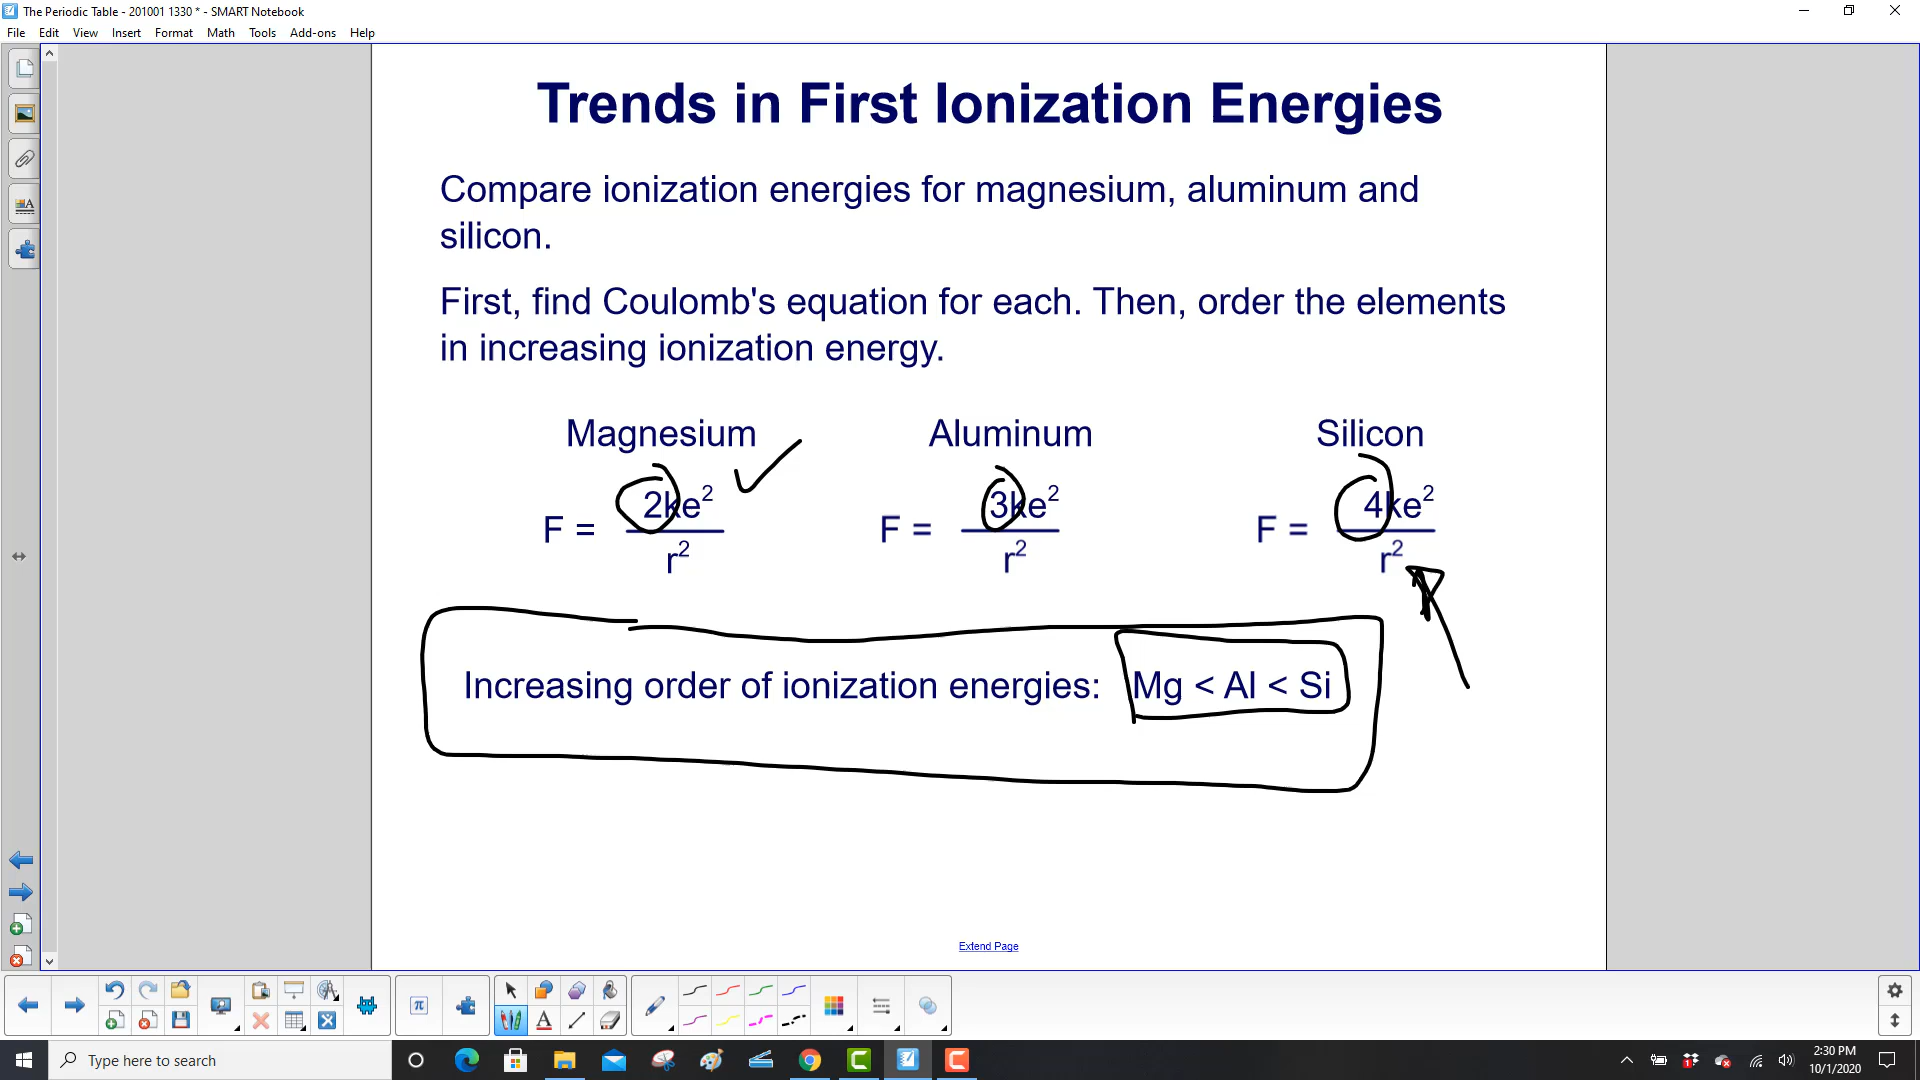 The Periodic Table - 201001 1330 * - SMART Notebook
File Edit View Insert Format Math Tools Add-ons Help
Trends in First Ionization Energies
Compare ionization energies for magnesium, aluminum and
silicon.
First, find Coulomb's equation for each. Then, order the elements
in increasing ionization energy.
Magnesium Aluminum Silicon
F = 2ke² / r² F = 3ke² / r² F = 4ke² / r²
Increasing order of ionization energies: Mg < Al < Si
Extend Page
π
A
Type here to search
2:30 PM
10/1/2020